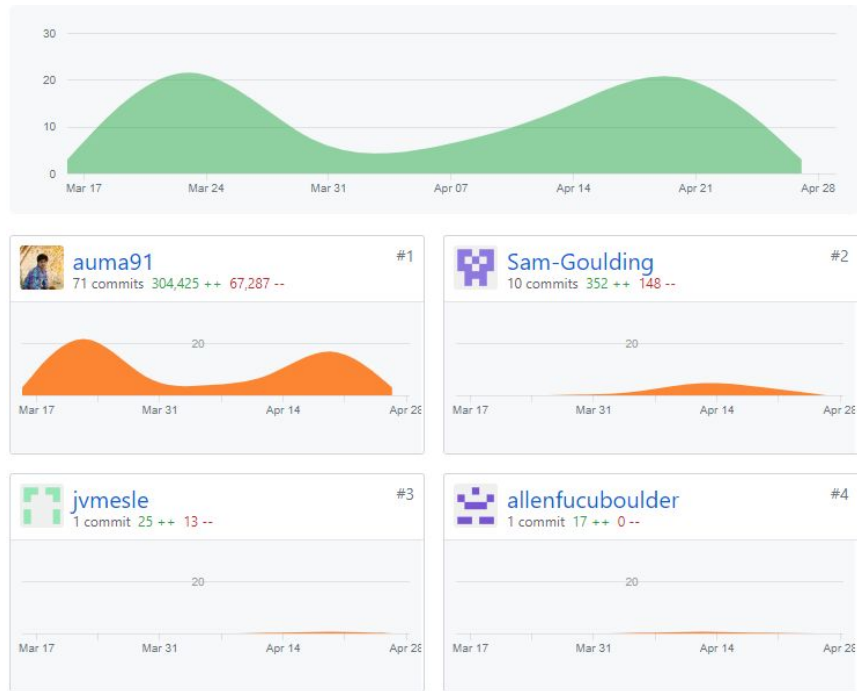 30
20
10
0
Mar 17 Mar 24 Mar 31 Apr 07 Apr 14 Apr 21 Apr 28
auma91 #1
71 commits 304,425 ++ 67,287 --
20
Mar 17 Mar 31 Apr 14 Apr 28
Sam-Goulding #2
10 commits 352 ++ 148 --
20
Mar 17 Mar 31 Apr 14 Apr 28
jvmesle #3
1 commit 25 ++ 13 --
20
Mar 17 Mar 31 Apr 14 Apr 28
allenfucuboulder #4
1 commit 17 ++ 0 --
20
Mar 17 Mar 31 Apr 14 Apr 28